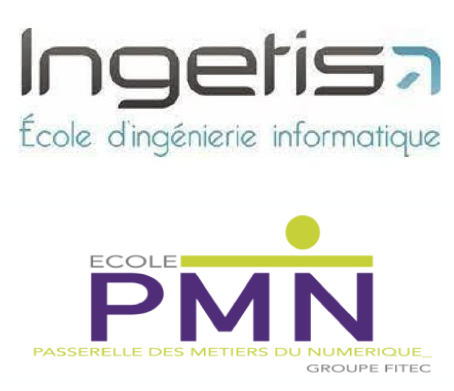 Ingetis
École d'ingénierie informatique
ECOLE
PMN
PASSERELLE DES METIERS DU NUMERIQUE_
GROUPE FITEC